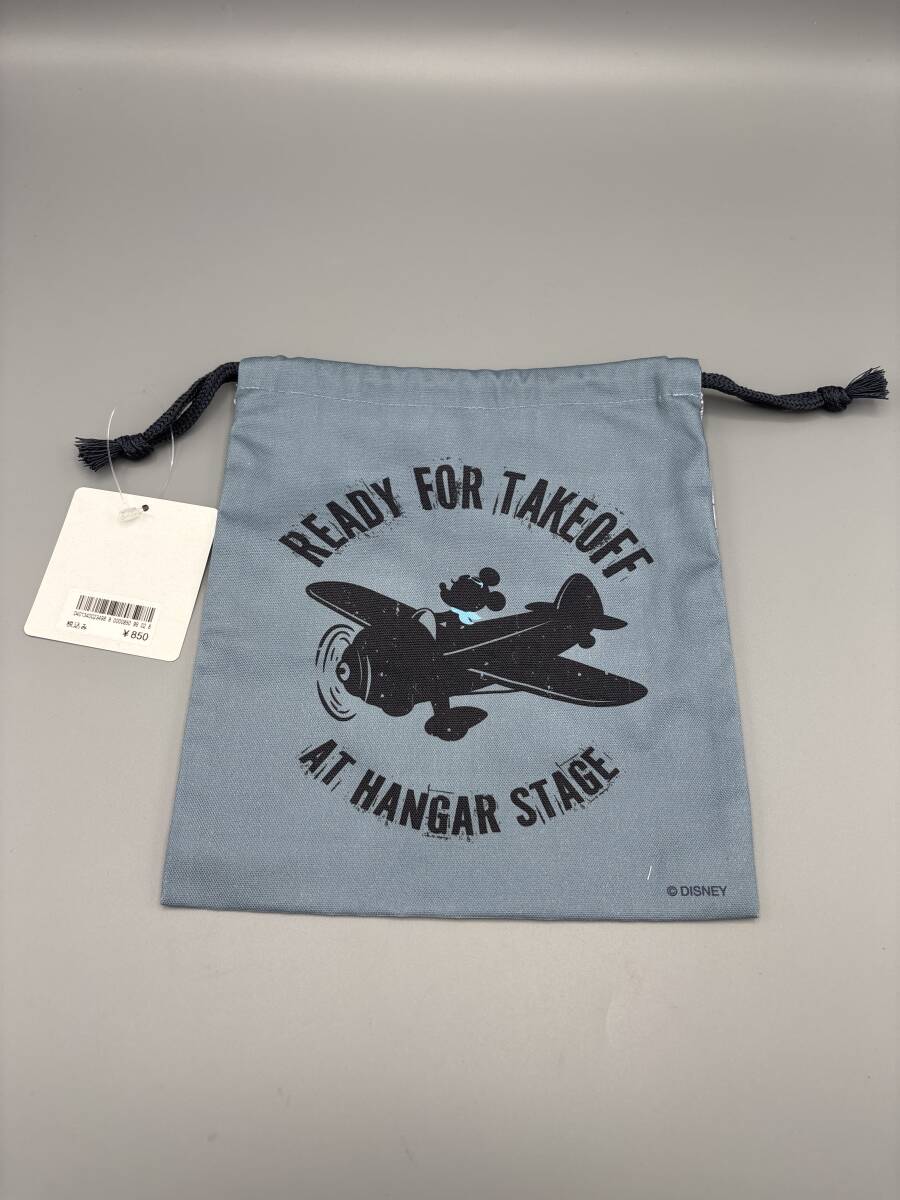 READY FOR TAKEOFF
AT HANGAR STAGE
© DISNEY
税込み
¥850